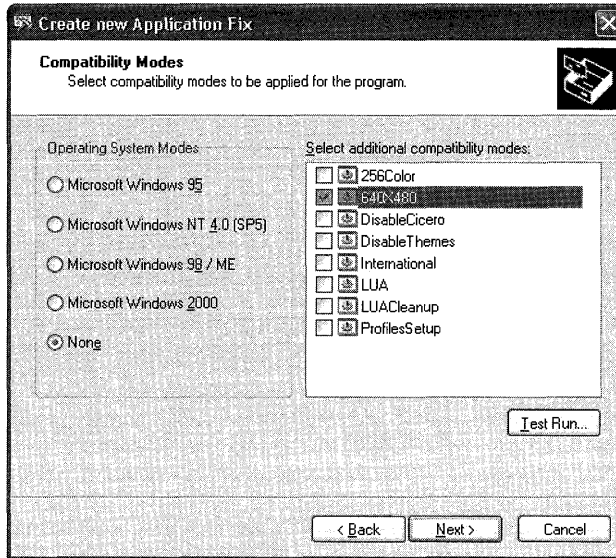 Create new Application Fix
Compatibility Modes
Select compatibility modes to be applied for the program.
Operating System Modes
Microsoft Windows 95
Microsoft Windows NT 4.0 (SP5)
Microsoft Windows 98 / ME
Microsoft Windows 2000
None
Select additional compatibility modes:
256Color
640X480
DisableCicero
DisableThemes
International
LUA
LUACleanup
ProfilesSetup
Test Run...
< Back
Next >
Cancel